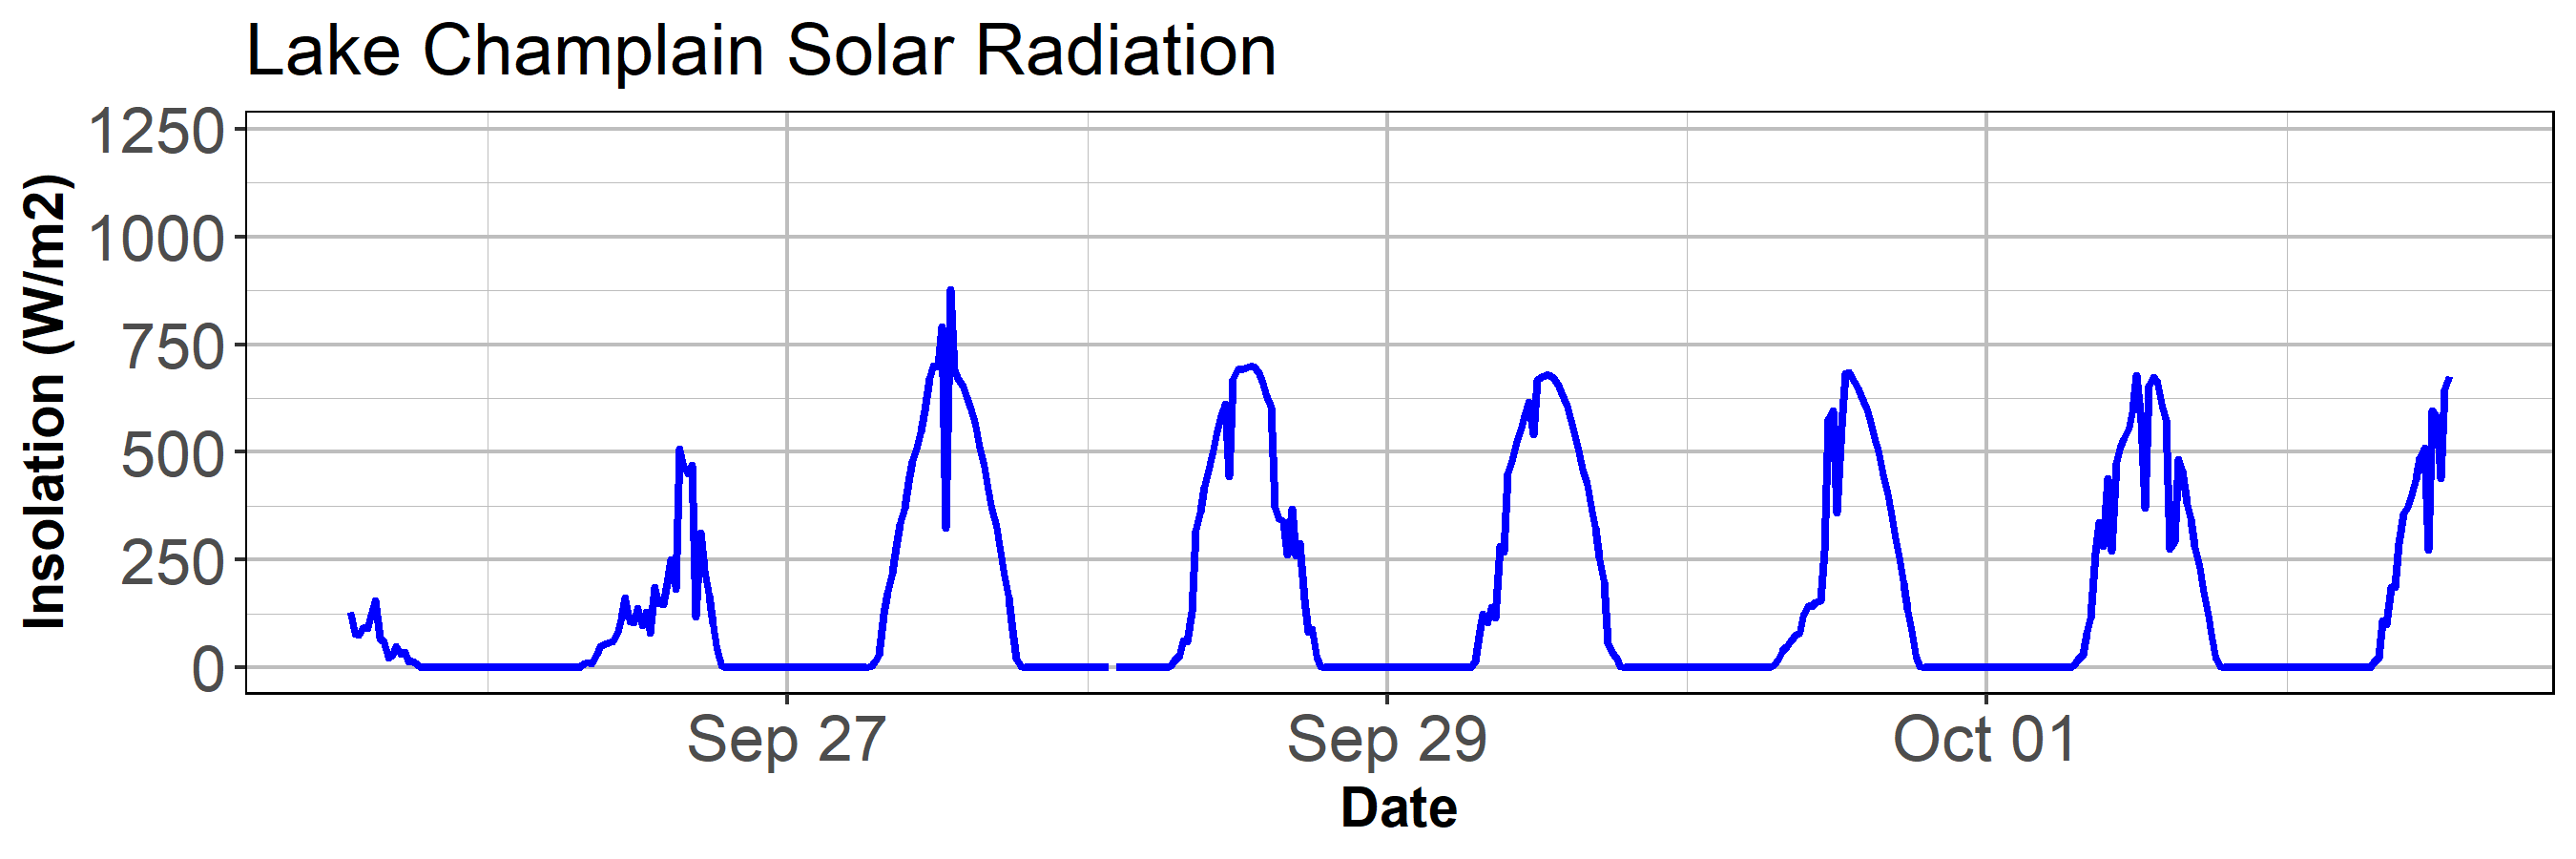 Lake Champlain Solar Radiation
1250
1000
750
500
250
0
Insolation (W/m2)
Sep 27
Sep 29
Oct 01
Date